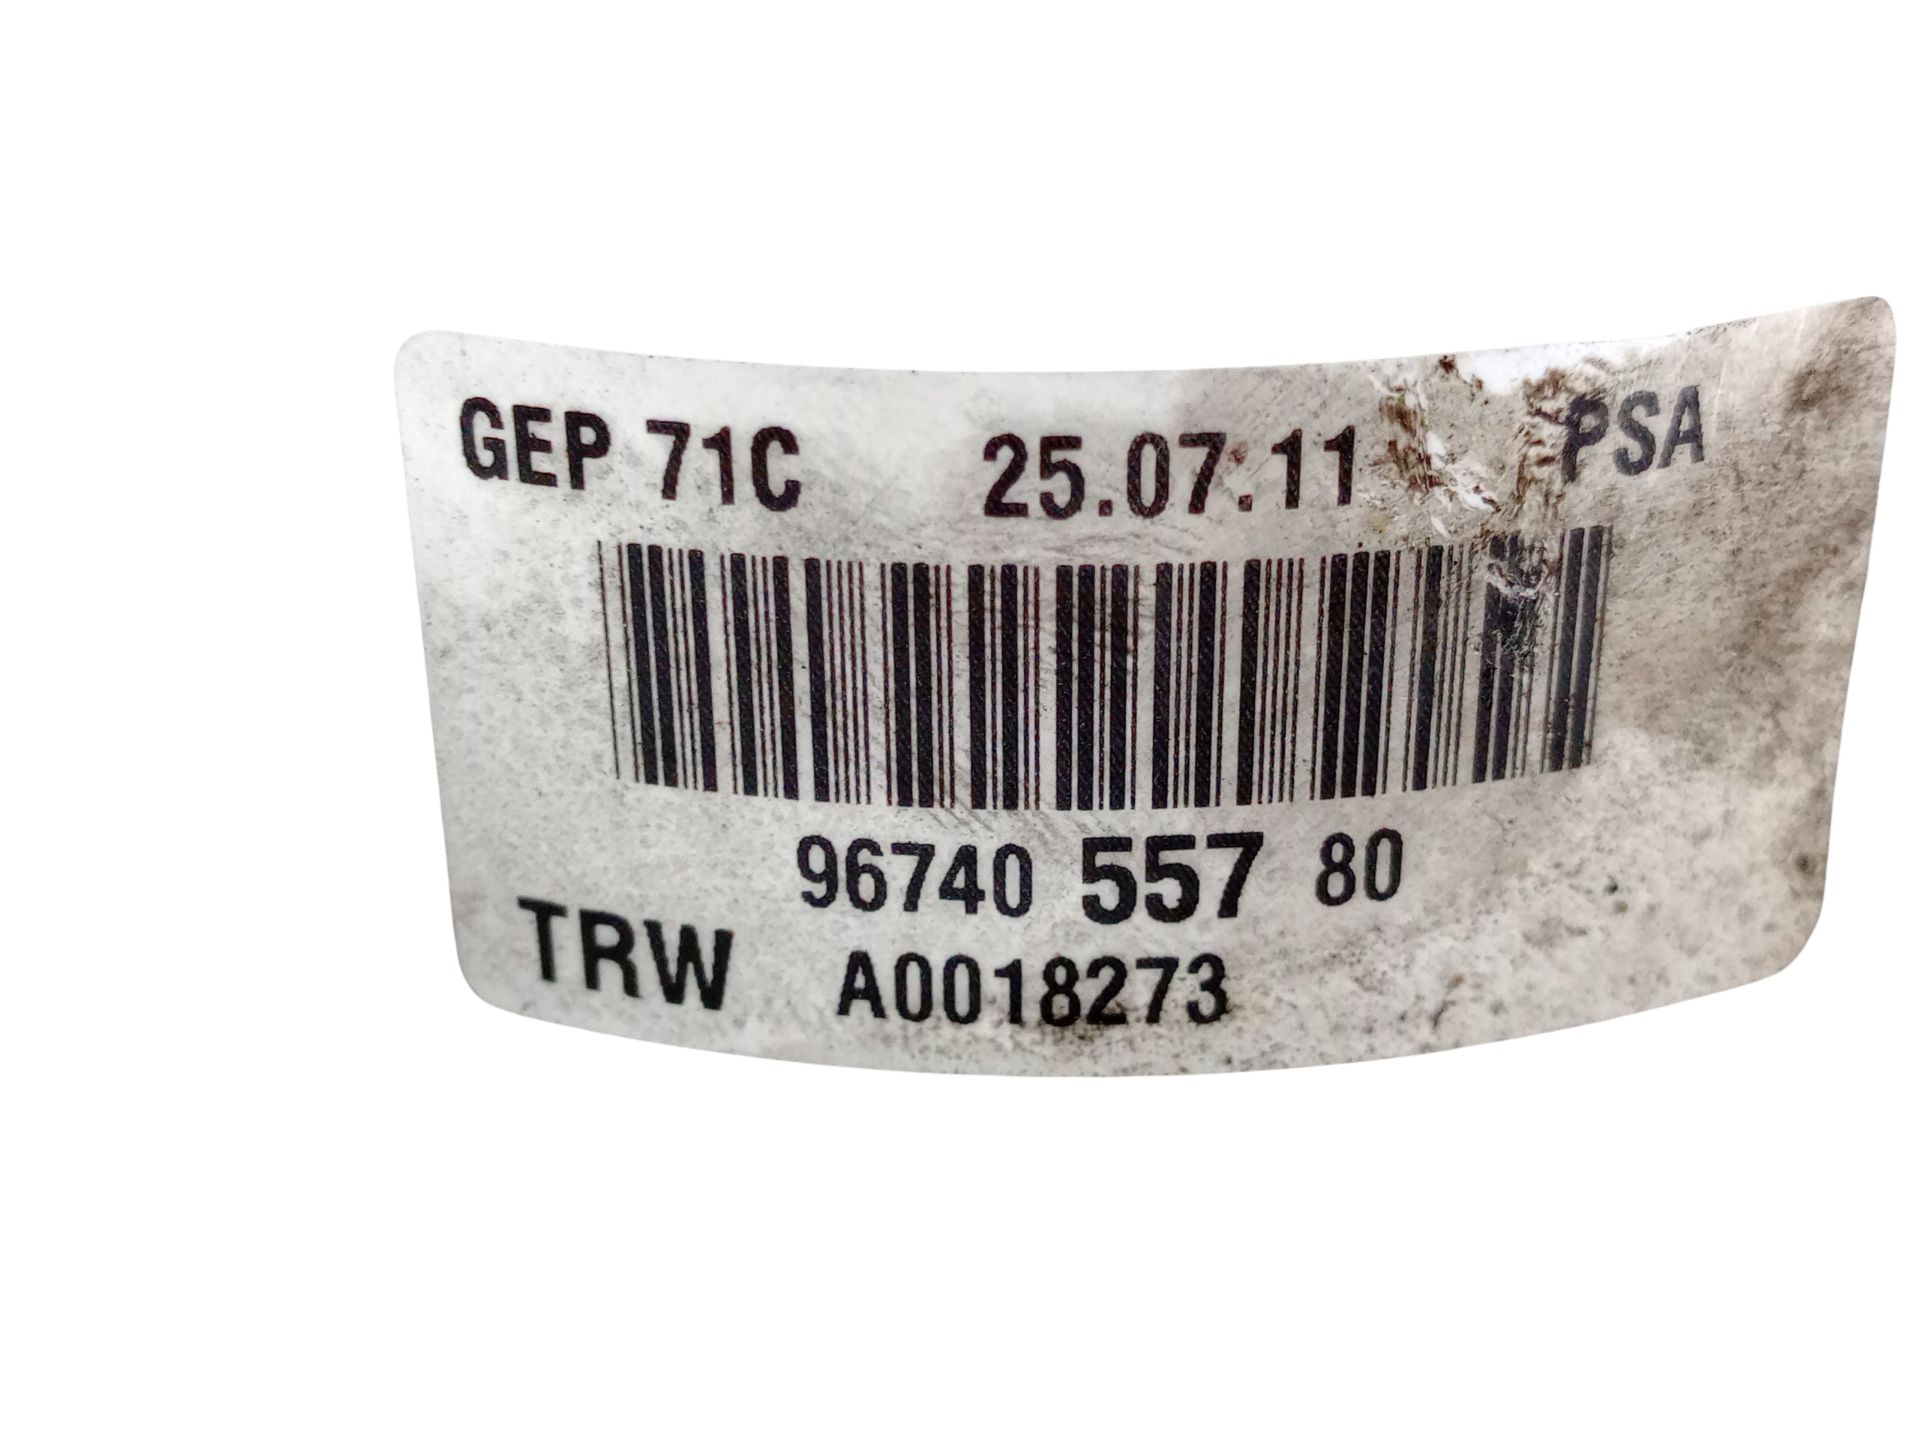 GEP 71C 25.07.11 PSA
96740 557 80
TRW A0018273